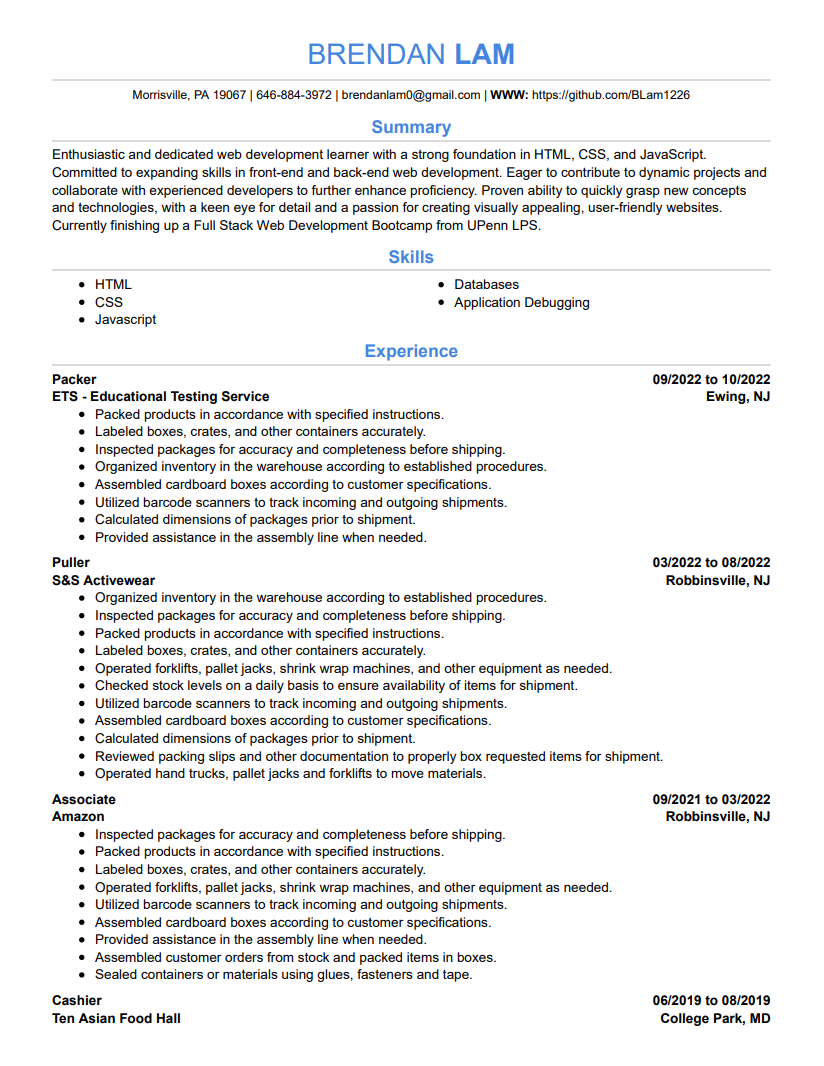 BRENDAN LAM
Morrisville, PA 19067 | 646-884-3972 | brendanlam0@gmail.com | WWW: https://github.com/BLam1226
Summary
Enthusiastic and dedicated web development learner with a strong foundation in HTML, CSS, and JavaScript.
Committed to expanding skills in front-end and back-end web development. Eager to contribute to dynamic projects and
collaborate with experienced developers to further enhance proficiency. Proven ability to quickly grasp new concepts
and technologies, with a keen eye for detail and a passion for creating visually appealing, user-friendly websites.
Currently finishing up a Full Stack Web Development Bootcamp from UPenn LPS.
Skills
• HTML
• CSS
• Javascript
• Databases
• Application Debugging
Experience
Packer 09/2022 to 10/2022
ETS - Educational Testing Service Ewing, NJ
• Packed products in accordance with specified instructions.
• Labeled boxes, crates, and other containers accurately.
• Inspected packages for accuracy and completeness before shipping.
• Organized inventory in the warehouse according to established procedures.
• Assembled cardboard boxes according to customer specifications.
• Utilized barcode scanners to track incoming and outgoing shipments.
• Calculated dimensions of packages prior to shipment.
• Provided assistance in the assembly line when needed.
Puller 03/2022 to 08/2022
S&S Activewear Robbinsville, NJ
• Organized inventory in the warehouse according to established procedures.
• Inspected packages for accuracy and completeness before shipping.
• Packed products in accordance with specified instructions.
• Labeled boxes, crates, and other containers accurately.
• Operated forklifts, pallet jacks, shrink wrap machines, and other equipment as needed.
• Checked stock levels on a daily basis to ensure availability of items for shipment.
• Utilized barcode scanners to track incoming and outgoing shipments.
• Assembled cardboard boxes according to customer specifications.
• Calculated dimensions of packages prior to shipment.
• Reviewed packing slips and other documentation to properly box requested items for shipment.
• Operated hand trucks, pallet jacks and forklifts to move materials.
Associate 09/2021 to 03/2022
Amazon Robbinsville, NJ
• Inspected packages for accuracy and completeness before shipping.
• Packed products in accordance with specified instructions.
• Labeled boxes, crates, and other containers accurately.
• Operated forklifts, pallet jacks, shrink wrap machines, and other equipment as needed.
• Utilized barcode scanners to track incoming and outgoing shipments.
• Assembled cardboard boxes according to customer specifications.
• Provided assistance in the assembly line when needed.
• Assembled customer orders from stock and packed items in boxes.
• Sealed containers or materials using glues, fasteners and tape.
Cashier 06/2019 to 08/2019
Ten Asian Food Hall College Park, MD